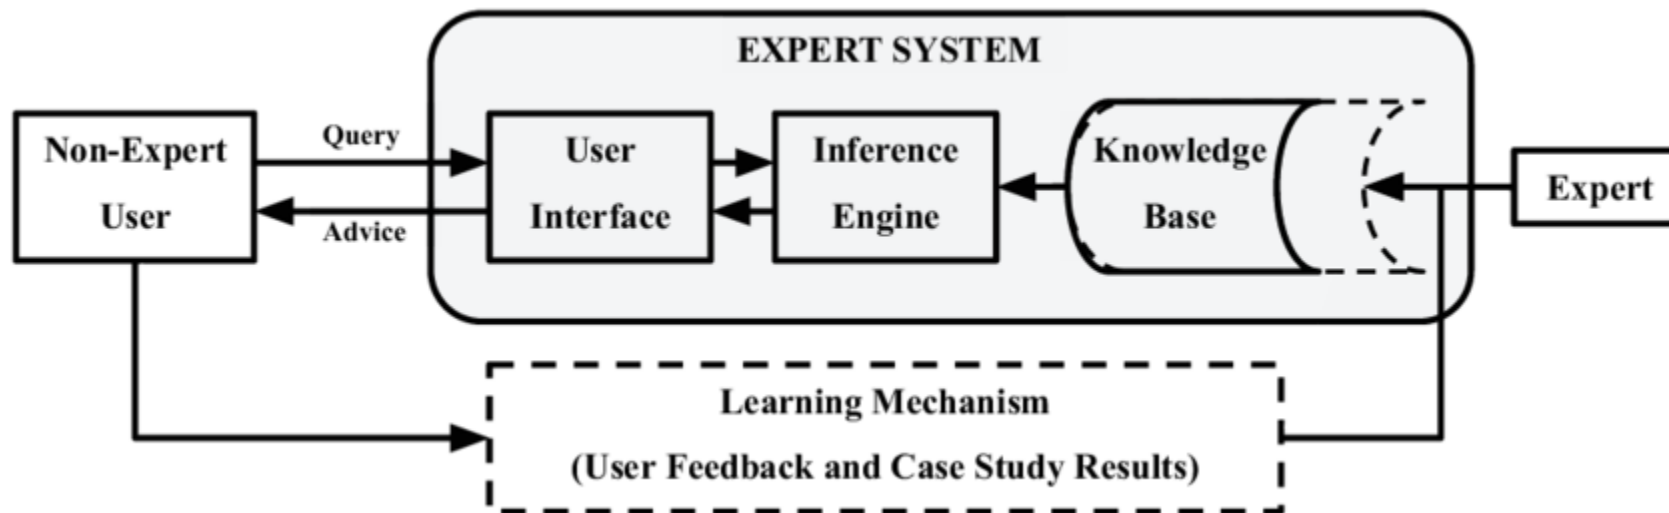 EXPERT SYSTEM
Non-Expert
User
Query
Advice
User
Interface
Inference
Engine
Knowledge
Base
Expert
Learning Mechanism
(User Feedback and Case Study Results)